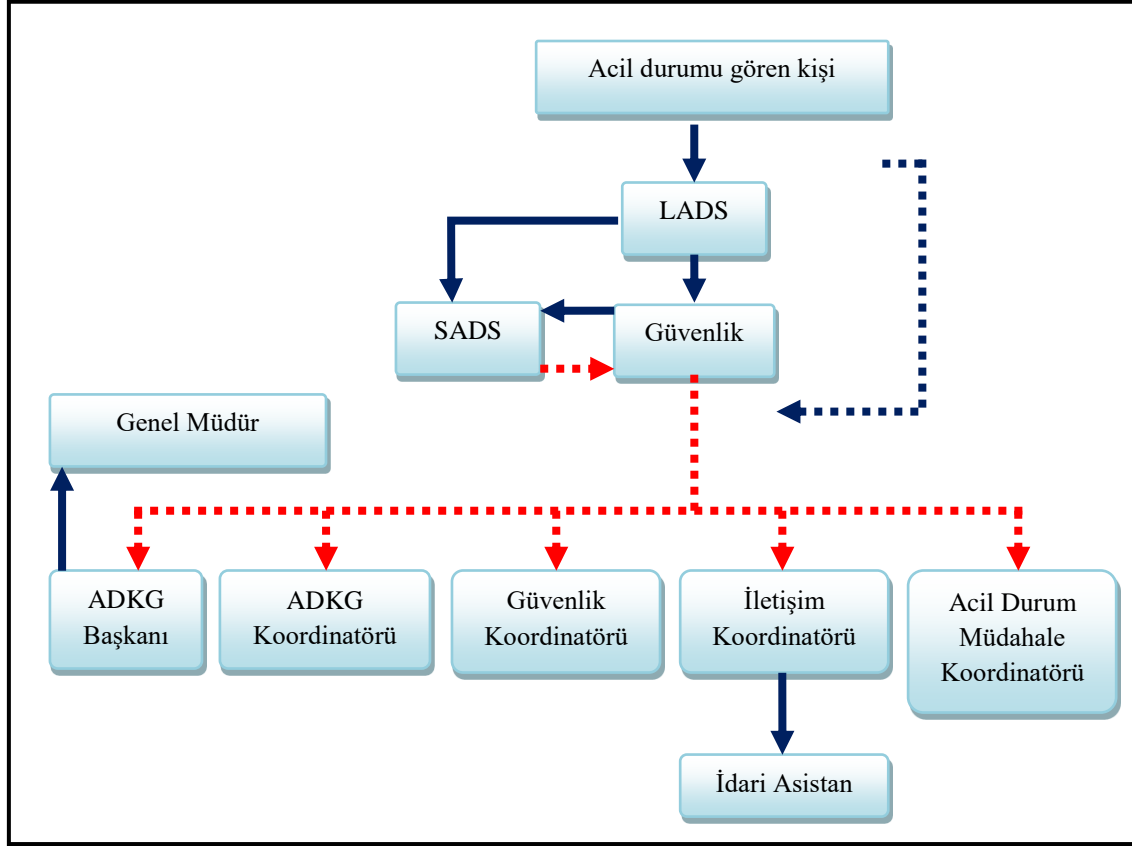 Acil durumu gören kişi
LADS
SADS
Güvenlik
Genel Müdür
ADKG
Başkanı
ADKG
Koordinatörü
Güvenlik
Koordinatörü
İletişim
Koordinatörü
Acil Durum
Müdahale
Koordinatörü
İdari Asistan